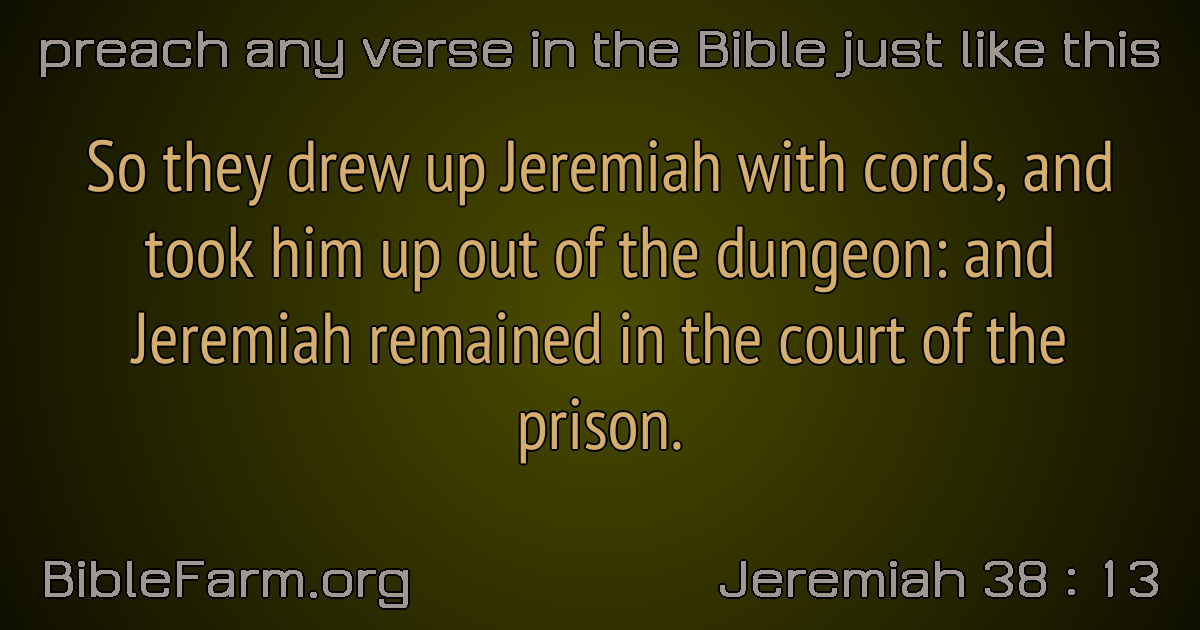 preach any verse in the Bible just like this
So they drew up Jeremiah with cords, and
took him up out of the dungeon: and
Jeremiah remained in the court of the
prison.
BibleFarm.org
Jeremiah 38 : 13